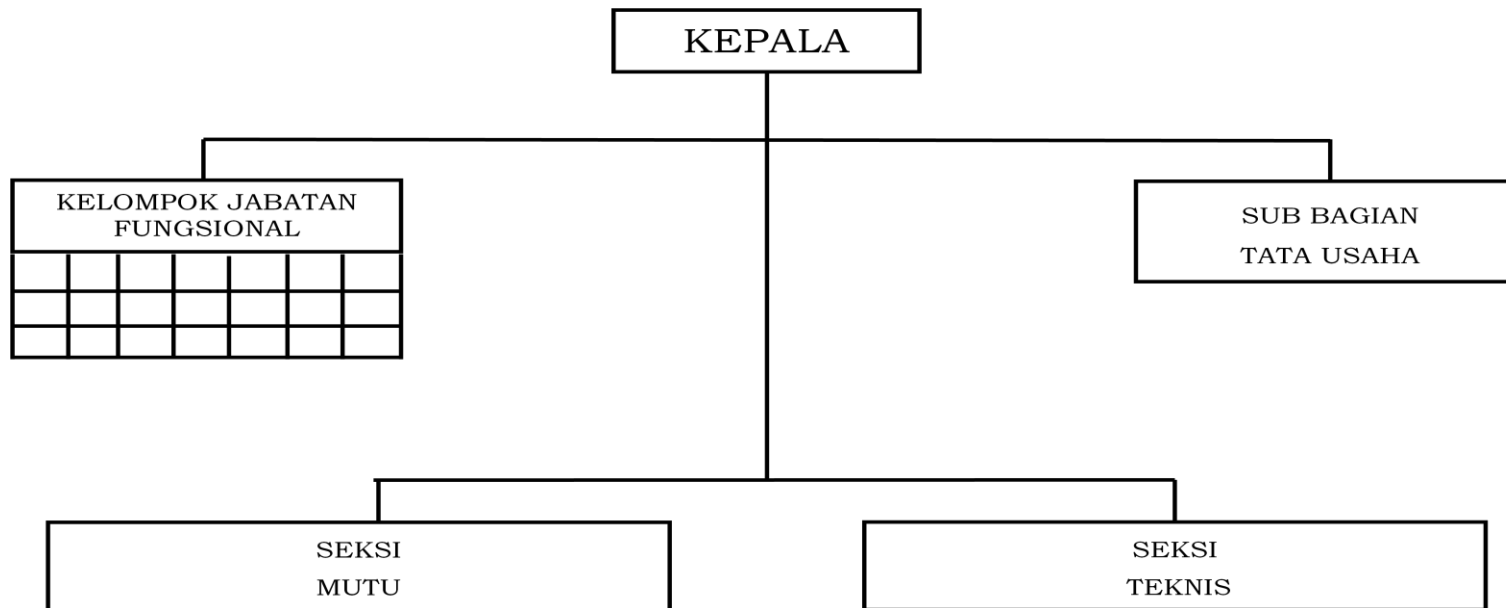 KEPALA
KELOMPOK JABATAN
FUNGSIONAL
SUB BAGIAN
TATA USAHA
SEKSI
MUTU
SEKSI
TEKNIS